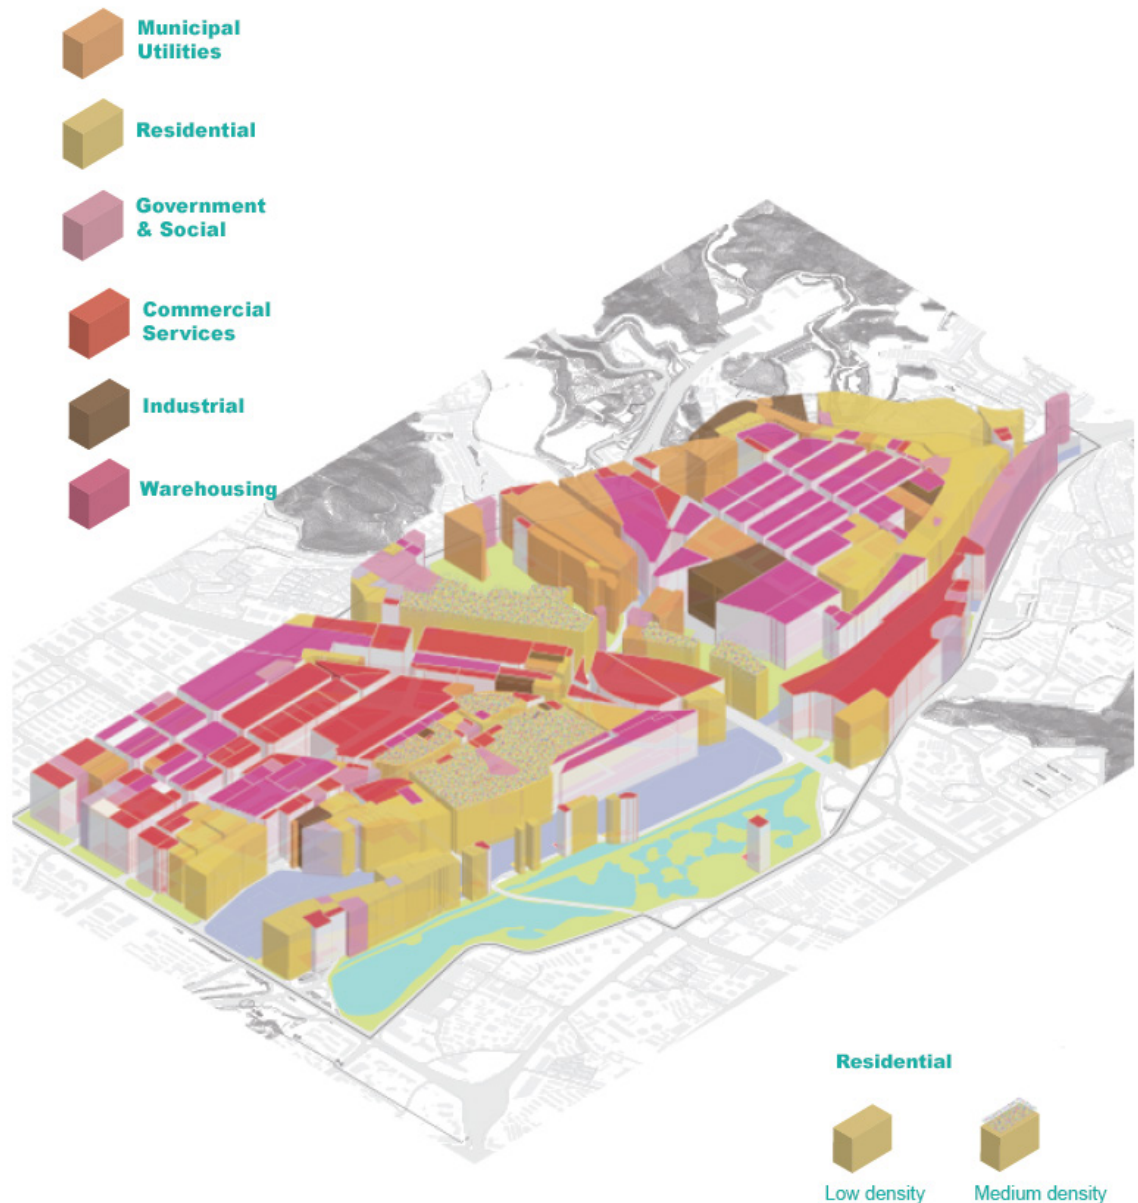 Municipal
Utilities
Residential
Government
& Social
Commercial
Services
Industrial
Warehousing
Residential
Low density
Medium density